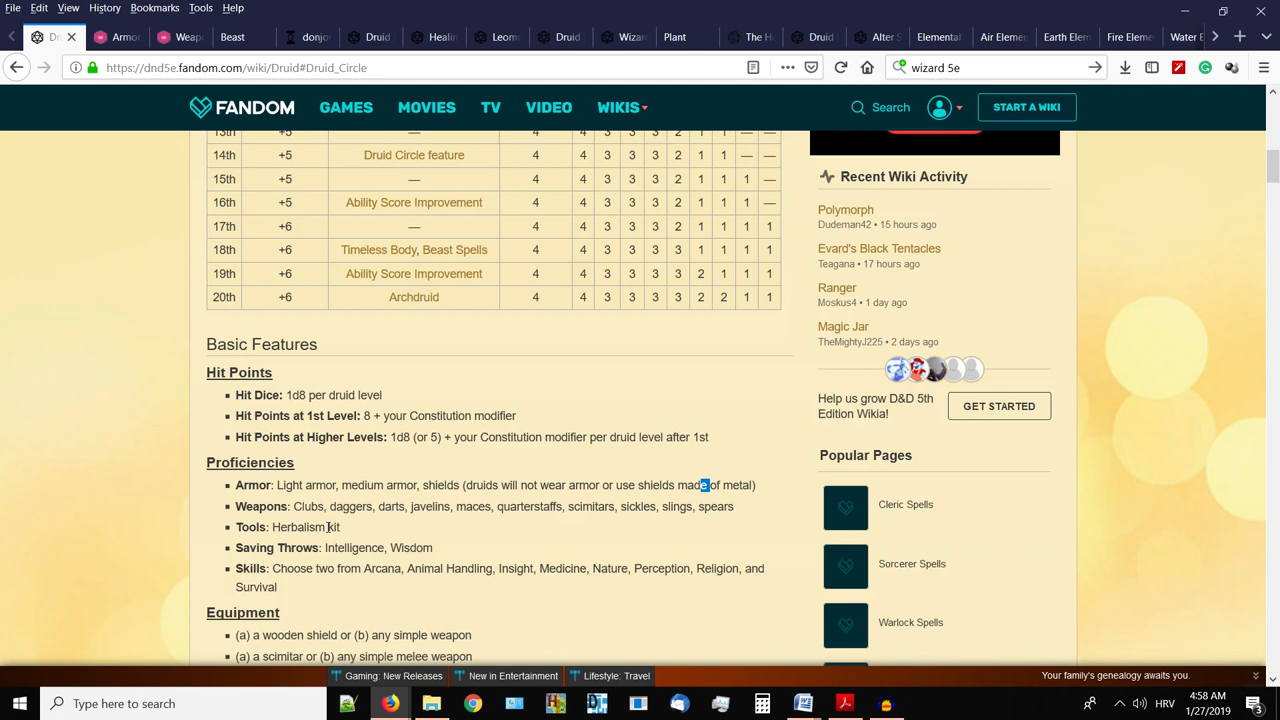 File Edit View History Bookmarks Tools Help
Dr Armor Weapo Beast donjo Druid Healin Leom Druid Wizar Plant The H Druid Alter S Elemental Air Elem Earth Elem Fire Elem Water E
https://dnd5e.fandom.com/wiki/Druid#Druid_Circle
wizard 5e
FANDOM GAMES MOVIES TV VIDEO WIKIS Search START A WIKI
13th +5 — 4 4 3 3 3 2 1 1 — —
14th +5 Druid Circle feature 4 4 3 3 3 2 1 1 — —
15th +5 — 4 4 3 3 3 2 1 1 1 —
16th +5 Ability Score Improvement 4 4 3 3 3 2 1 1 1 —
17th +6 — 4 4 3 3 3 2 1 1 1 1
18th +6 Timeless Body, Beast Spells 4 4 3 3 3 3 1 1 1 1
19th +6 Ability Score Improvement 4 4 3 3 3 3 2 1 1 1
20th +6 Archdruid 4 4 3 3 3 3 2 2 1 1
Basic Features
Hit Points
Hit Dice: 1d8 per druid level
Hit Points at 1st Level: 8 + your Constitution modifier
Hit Points at Higher Levels: 1d8 (or 5) + your Constitution modifier per druid level after 1st
Proficiencies
Armor: Light armor, medium armor, shields (druids will not wear armor or use shields made of metal)
Weapons: Clubs, daggers, darts, javelins, maces, quarterstaffs, scimitars, sickles, slings, spears
Tools: Herbalism kit
Saving Throws: Intelligence, Wisdom
Skills: Choose two from Arcana, Animal Handling, Insight, Medicine, Nature, Perception, Religion, and
Survival
Equipment
(a) a wooden shield or (b) any simple weapon
(a) a scimitar or (b) any simple melee weapon
Recent Wiki Activity
Polymorph
Dudeman42 • 15 hours ago
Evard's Black Tentacles
Teagana • 17 hours ago
Ranger
Moskus4 • 1 day ago
Magic Jar
TheMightyJ225 • 2 days ago
Help us grow D&D 5th
Edition Wikia!
GET STARTED
Popular Pages
Cleric Spells
Sorcerer Spells
Warlock Spells
Gaming: New Releases New in Entertainment Lifestyle: Travel Your family's genealogy awaits you.
Type here to search
HRV
4:58 AM
1/27/2019
3